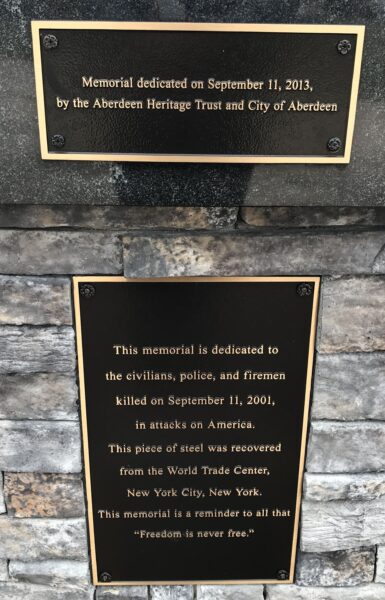 Memorial dedicated on September 11, 2013,
by the Aberdeen Heritage Trust and City of Aberdeen
This memorial is dedicated to
the civilians, police, and firemen
killed on September 11, 2001,
in attacks on America.
This piece of steel was recovered
from the World Trade Center,
New York City, New York.
This memorial is a reminder to all that
“Freedom is never free.”